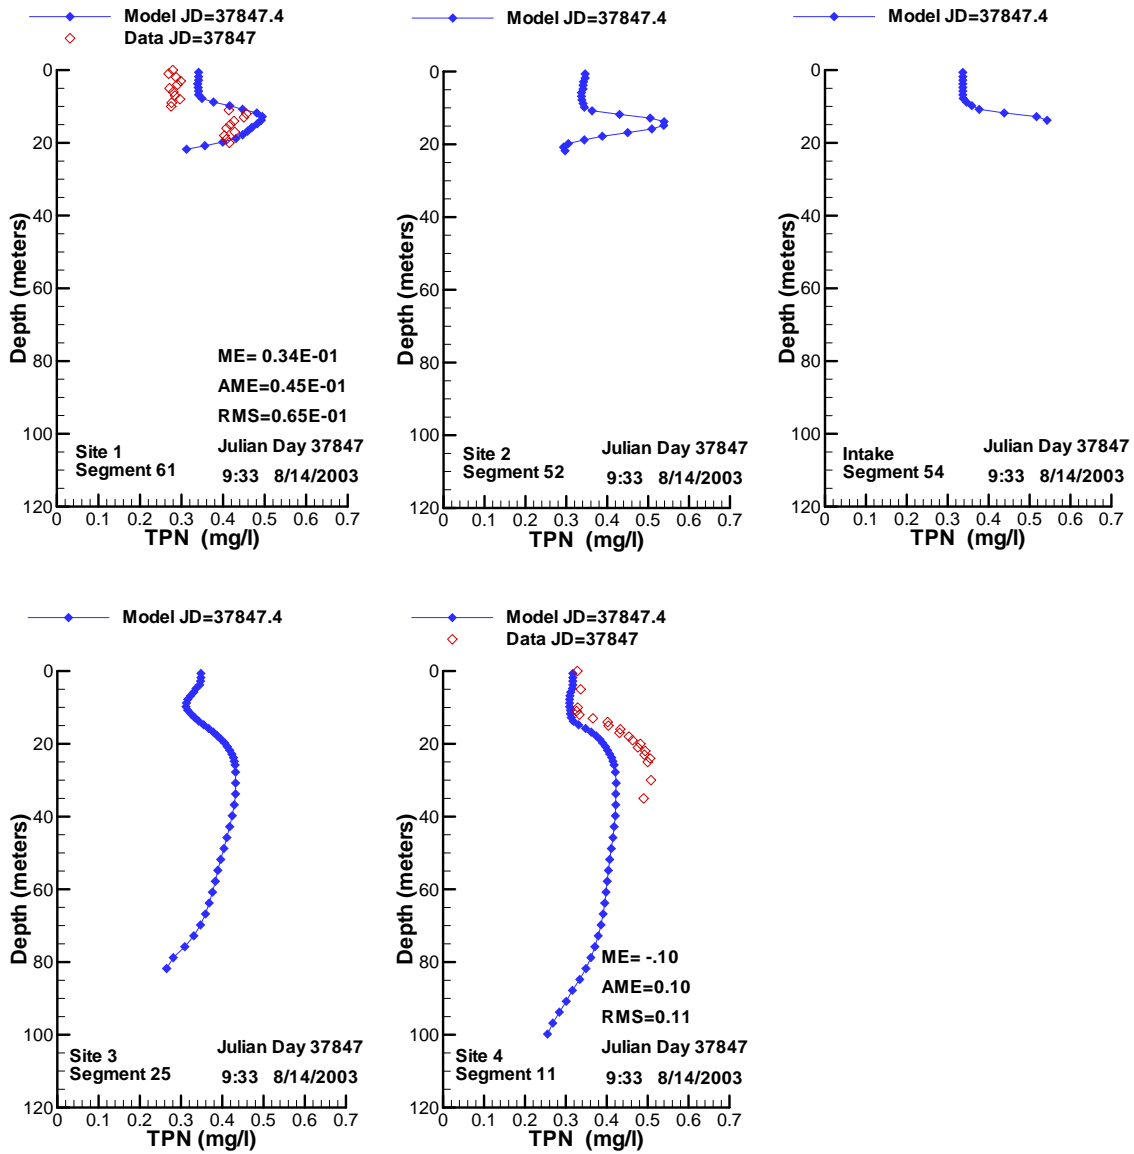 Model JD=37847.4
Data JD=37847
0
20
40
60
80
100
120
Depth (meters)
ME= 0.34E-01
AME=0.45E-01
RMS=0.65E-01
Site 1
Segment 61
Julian Day 37847
9:33 8/14/2003
0 0.1 0.2 0.3 0.4 0.5 0.6 0.7
TPN (mg/l)
Model JD=37847.4
0
20
40
60
80
100
120
Depth (meters)
Site 2
Segment 52
Julian Day 37847
9:33 8/14/2003
0 0.1 0.2 0.3 0.4 0.5 0.6 0.7
TPN (mg/l)
Model JD=37847.4
0
20
40
60
80
100
120
Depth (meters)
Intake
Segment 54
Julian Day 37847
9:33 8/14/2003
0 0.1 0.2 0.3 0.4 0.5 0.6 0.7
TPN (mg/l)
Model JD=37847.4
0
20
40
60
80
100
120
Depth (meters)
Site 3
Segment 25
Julian Day 37847
9:33 8/14/2003
0 0.1 0.2 0.3 0.4 0.5 0.6 0.7
TPN (mg/l)
Model JD=37847.4
Data JD=37847
0
20
40
60
80
100
120
Depth (meters)
ME= -.10
AME=0.10
RMS=0.11
Site 4
Segment 11
Julian Day 37847
9:33 8/14/2003
0 0.1 0.2 0.3 0.4 0.5 0.6 0.7
TPN (mg/l)